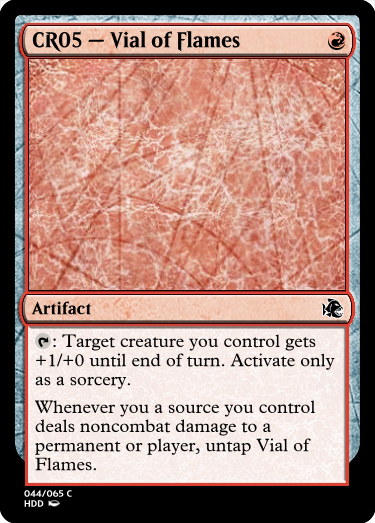 CR05 — Vial of Flames
Artifact
: Target creature you control gets
+1/+0 until end of turn. Activate only
as a sorcery.
Whenever you a source you control
deals noncombat damage to a
permanent or player, untap Vial of
Flames.
044/065 C
HDD